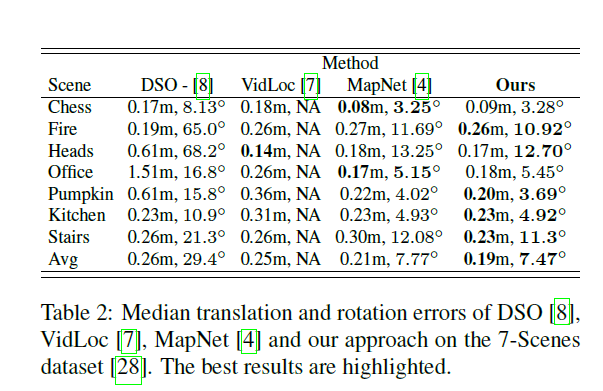 Method
Scene DSO - [8] VidLoc [7] MapNet [4] Ours
Chess 0.17m, 8.13° 0.18m, NA 0.08m, 3.25° 0.09m, 3.28°
Fire 0.19m, 65.0° 0.26m, NA 0.27m, 11.69° 0.26m, 10.92°
Heads 0.61m, 68.2° 0.14m, NA 0.18m, 13.25° 0.17m, 12.70°
Office 1.51m, 16.8° 0.26m, NA 0.17m, 5.15° 0.18m, 5.45°
Pumpkin 0.61m, 15.8° 0.36m, NA 0.22m, 4.02° 0.20m, 3.69°
Kitchen 0.23m, 10.9° 0.31m, NA 0.23m, 4.93° 0.23m, 4.92°
Stairs 0.26m, 21.3° 0.26m, NA 0.30m, 12.08° 0.23m, 11.3°
Avg 0.26m, 29.4° 0.25m, NA 0.21m, 7.77° 0.19m, 7.47°
Table 2: Median translation and rotation errors of DSO [8],
VidLoc [7], MapNet [4] and our approach on the 7-Scenes
dataset [28]. The best results are highlighted.